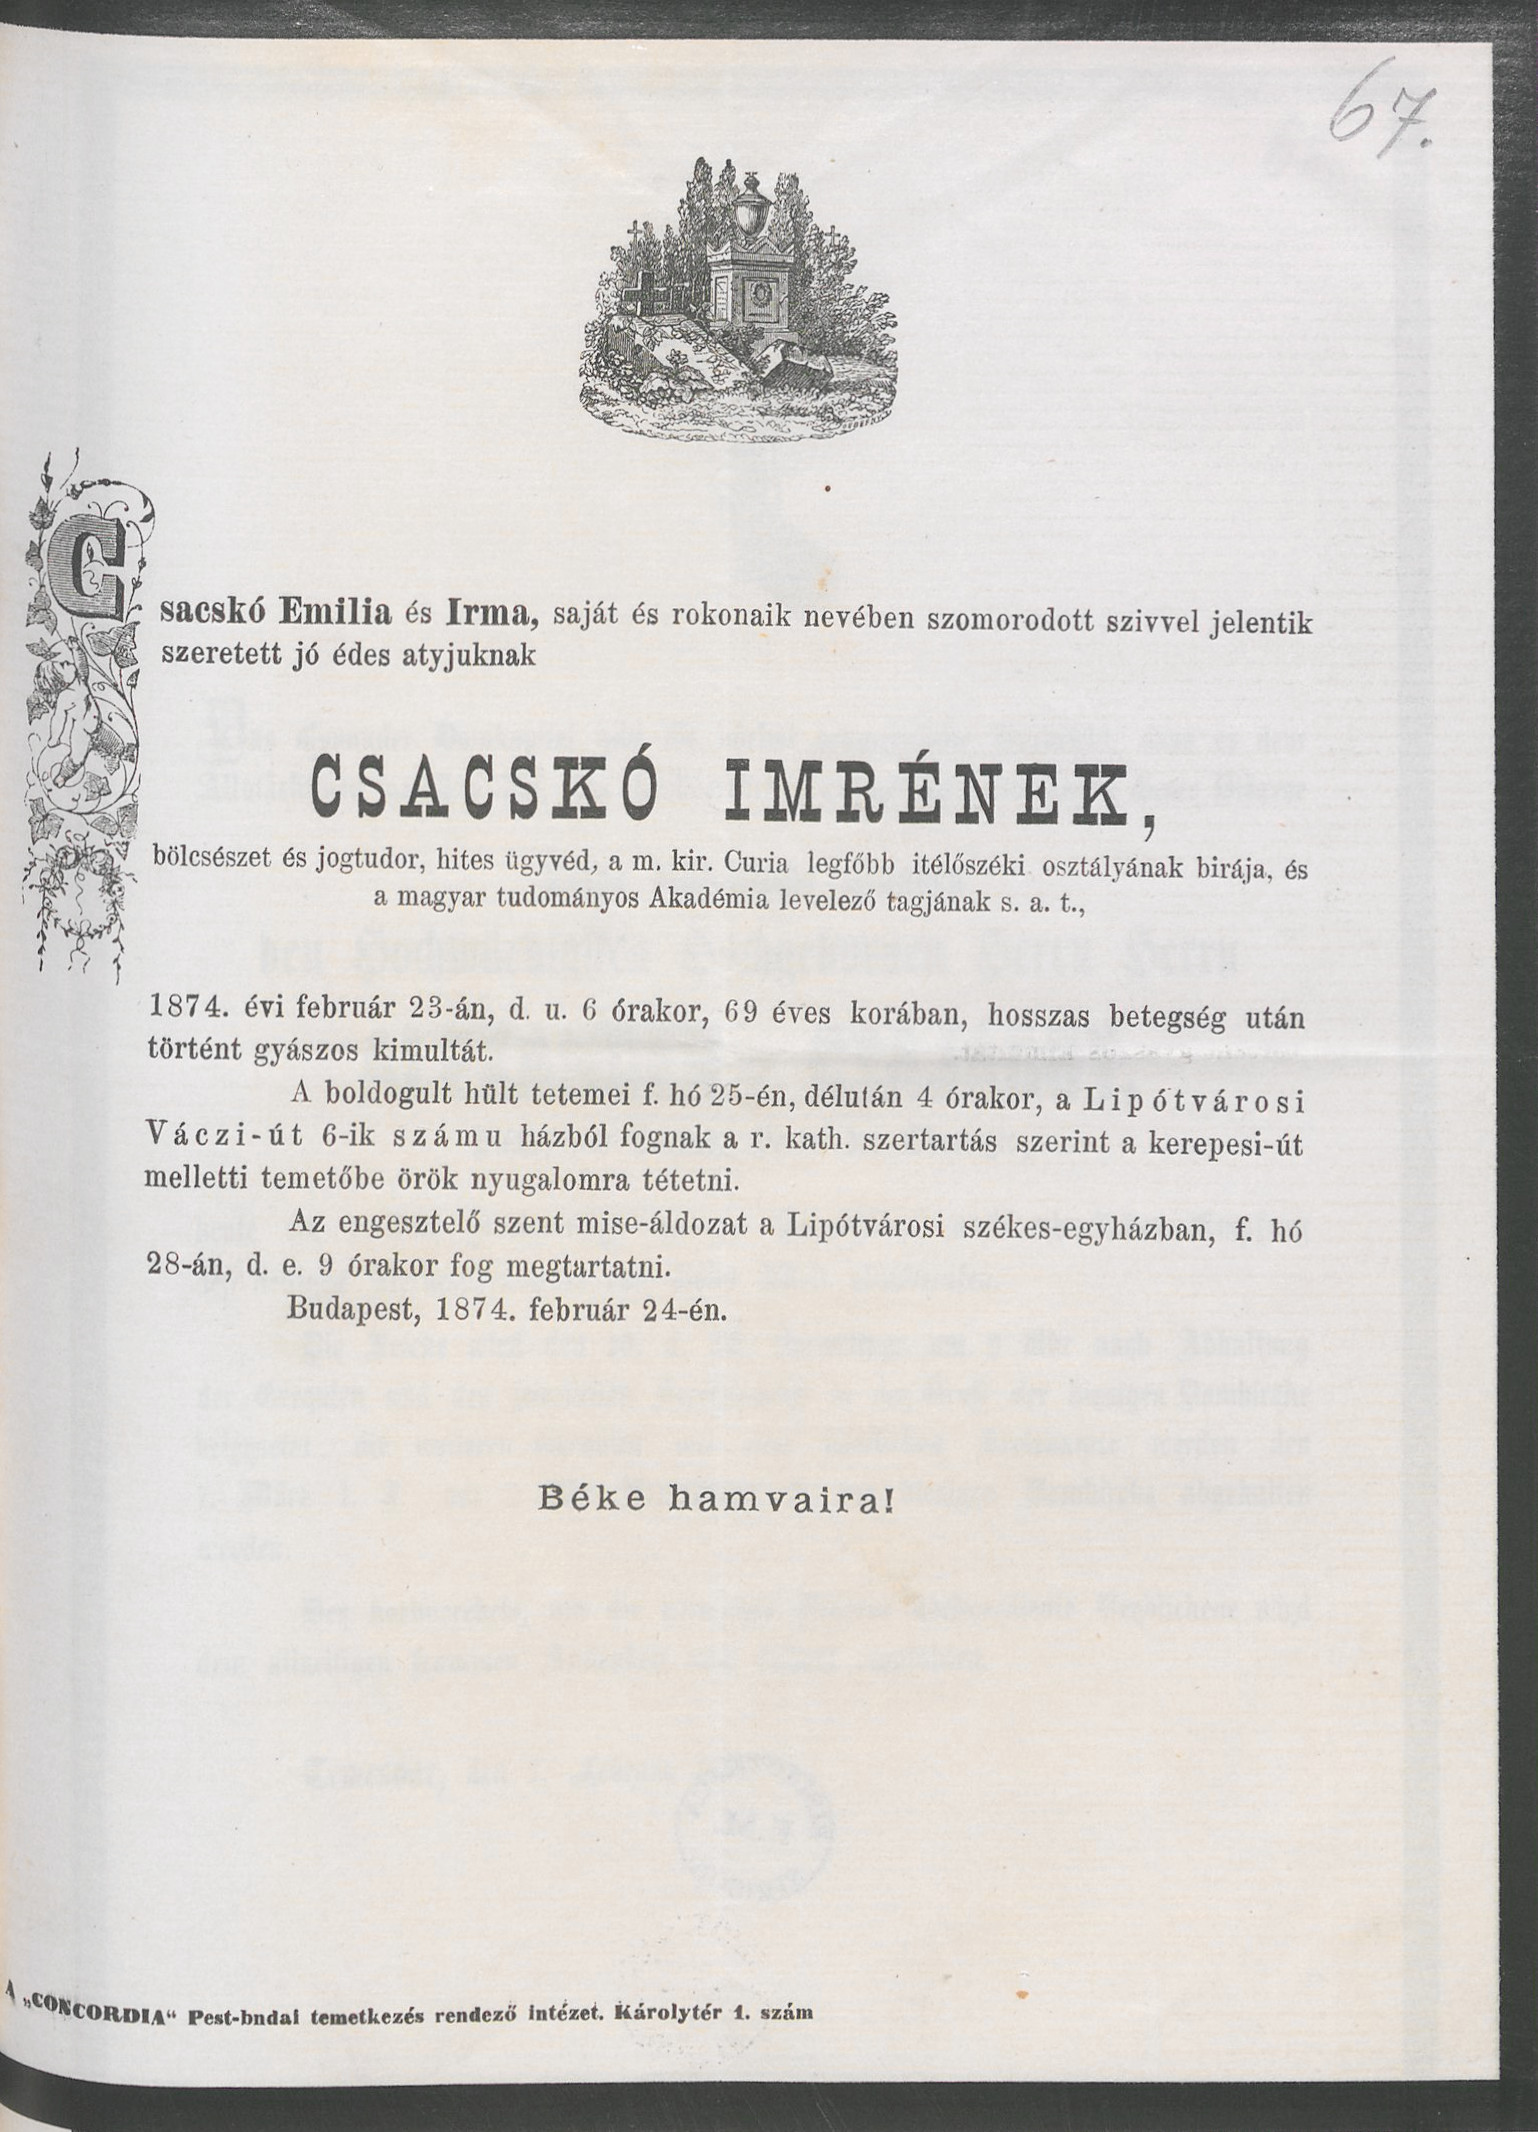 67.
Csacskó Emilia és Irma, saját és rokonaik nevében szomorodott szivvel jelentik
szeretett jó édes atyjuknak
CSACSKÓ IMRÉNEK,
bölcsészet és jogtudor, hites ügyvéd, a m. kir. Curia legfőbb itélőszéki osztályának birája, és
a magyar tudományos Akadémia levelező tagjának s. a. t.,
1874. évi február 23-án, d. u. 6 órakor, 69 éves korában, hosszas betegség után
történt gyászos kimultát.
A boldogult hült tetemei f. hó 25-én, délután 4 órakor, a Lipótvárosi
Váczi-út 6-ik számu házból fognak a r. kath. szertartás szerint a kerepesi-út
melletti temetőbe örök nyugalomra tétetni.
Az engesztelő szent mise-áldozat a Lipótvárosi székes-egyházban, f. hó
28-án, d. e. 9 órakor fog megtartatni.
Budapest, 1874. február 24-én.
Béke hamvaira!
A „CONCORDIA“ Pest-bndai temetkezés rendező intézet. Károlytér 1. szám